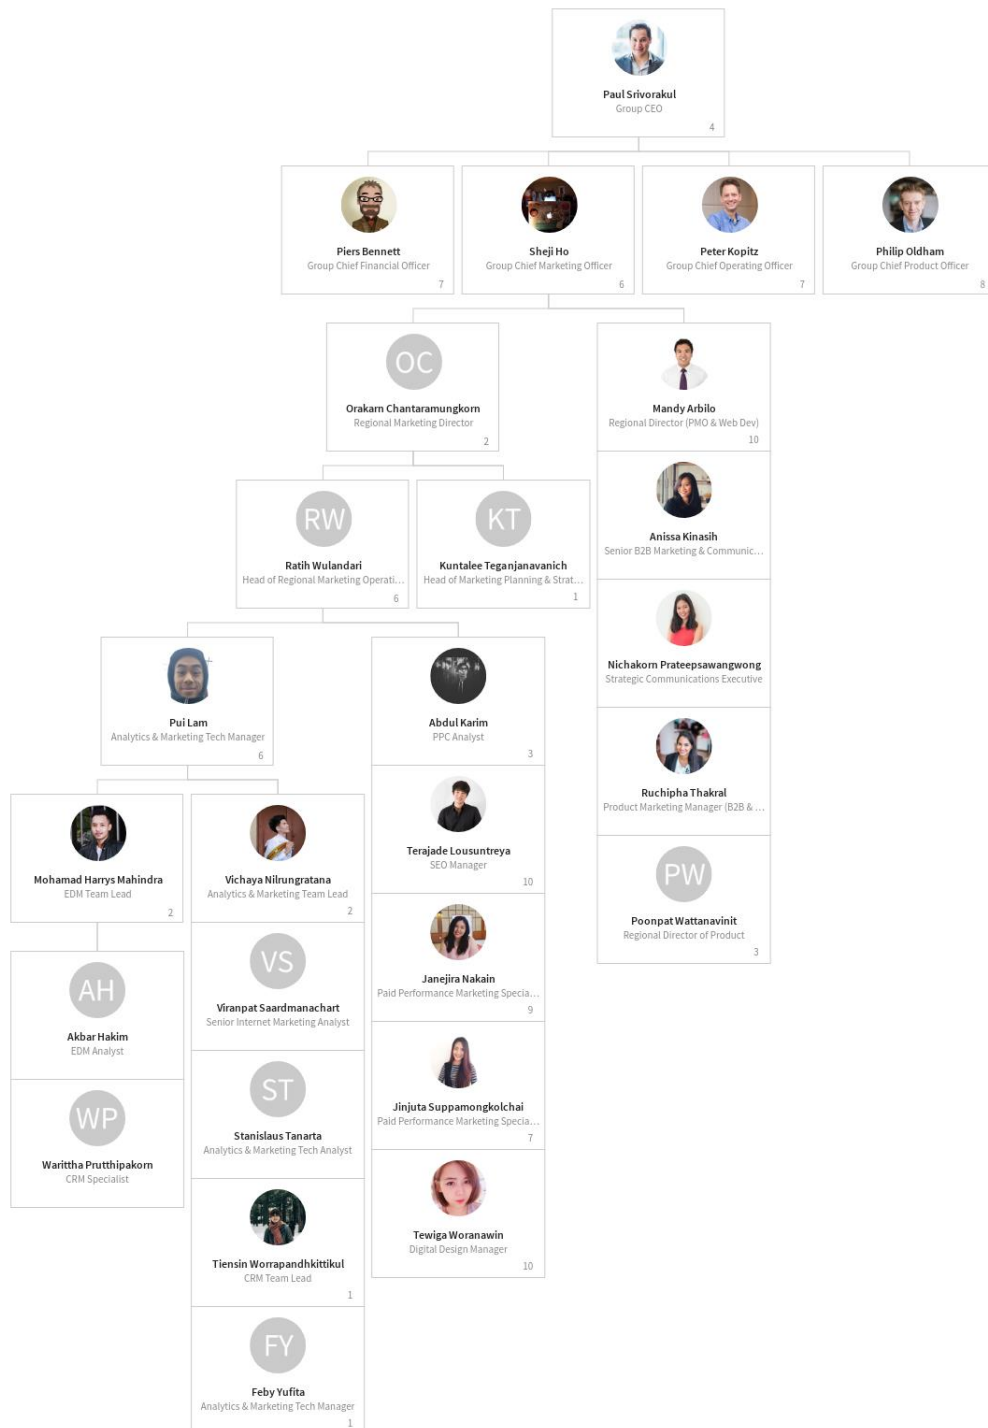 Paul Srivorakul
Group CEO
4
Piers Bennett
Group Chief Financial Officer
7
Sheji Ho
Group Chief Marketing Officer
6
Peter Kopitz
Group Chief Operating Officer
7
Philip Oldham
Group Chief Product Officer
8
OC
Orakarn Chantaramungkorn
Regional Marketing Director
2
Mandy Arbilo
Regional Director (PMO & Web Dev)
10
RW
Ratih Wulandari
Head of Regional Marketing Operati...
6
KT
Kuntalee Teganjanavanich
Head of Marketing Planning & Strat...
1
Anissa Kinasih
Senior B2B Marketing & Communic...
Nichakorn Prateepsawangwong
Strategic Communications Executive
Ruchipha Thakral
Product Marketing Manager (B2B & ...
PW
Poonpat Wattanavinit
Regional Director of Product
3
Pui Lam
Analytics & Marketing Tech Manager
6
Abdul Karim
PPC Analyst
3
Terajade Lousuntreya
SEO Manager
10
Janejira Nakain
Paid Performance Marketing Specia...
9
Jinjuta Suppamongkolchai
Paid Performance Marketing Specia...
7
Tewiga Woranawin
Digital Design Manager
10
Mohamad Harrys Mahindra
EDM Team Lead
2
Vichaya Nilrungratana
Analytics & Marketing Team Lead
2
AH
Akbar Hakim
EDM Analyst
WP
Warittha Prutthipakorn
CRM Specialist
VS
Viranpat Saardmanachart
Senior Internet Marketing Analyst
ST
Stanislaus Tanarta
Analytics & Marketing Tech Analyst
Tiensin Worrapandhkittikul
CRM Team Lead
1
FY
Feby Yufita
Analytics & Marketing Tech Manager
1